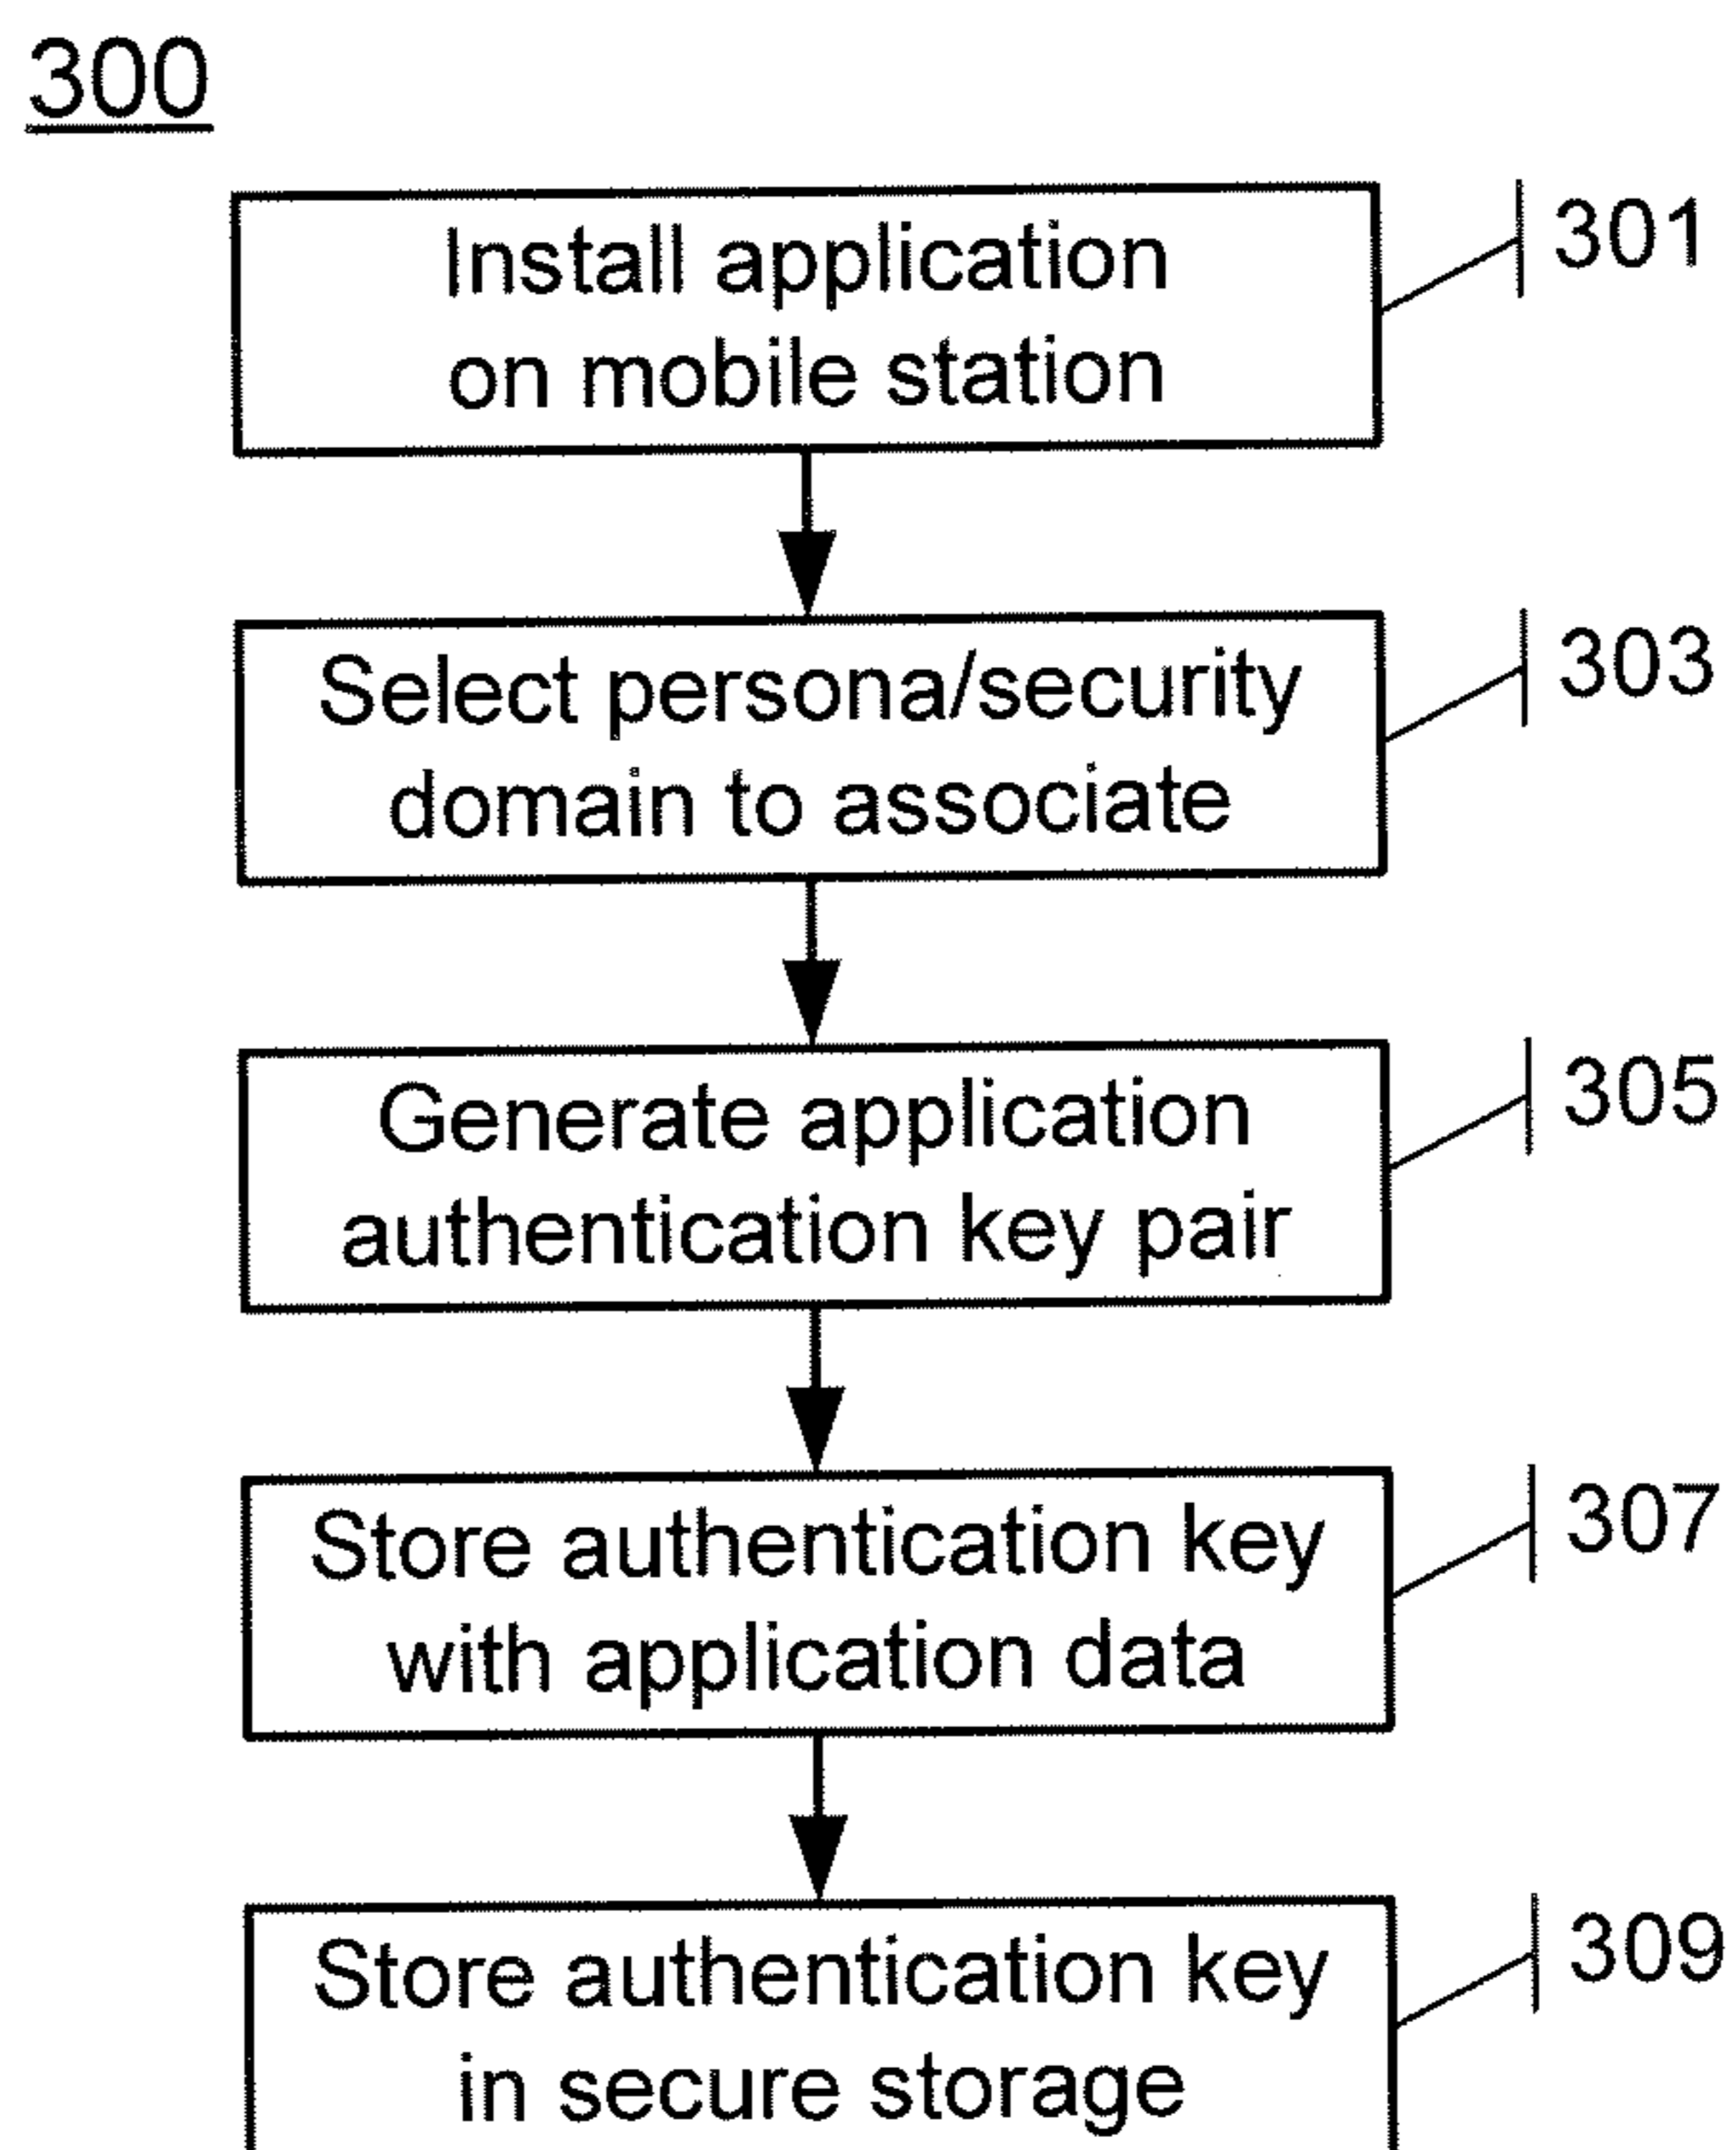 300
Install application
on mobile station
301
Select persona/security
domain to associate
303
Generate application
authentication key pair
305
Store authentication key
with application data
307
Store authentication key
in secure storage
309